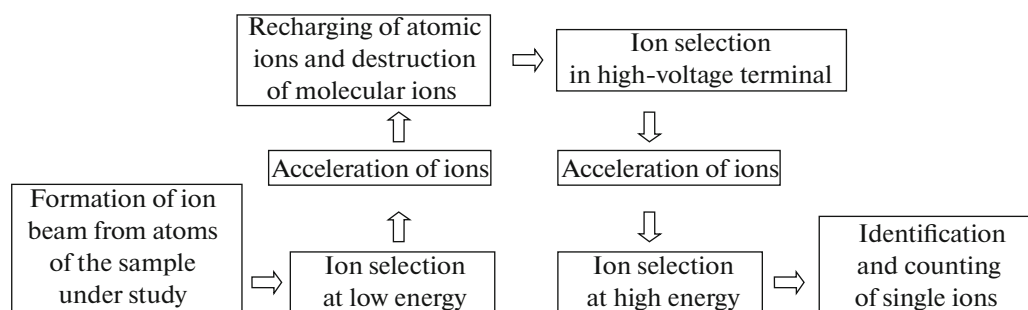 Recharging of atomic
ions and destruction
of molecular ions
Ion selection
in high-voltage terminal
Acceleration of ions
Acceleration of ions
Formation of ion
beam from atoms
of the sample
under study
Ion selection
at low energy
Ion selection
at high energy
Identification
and counting
of single ions